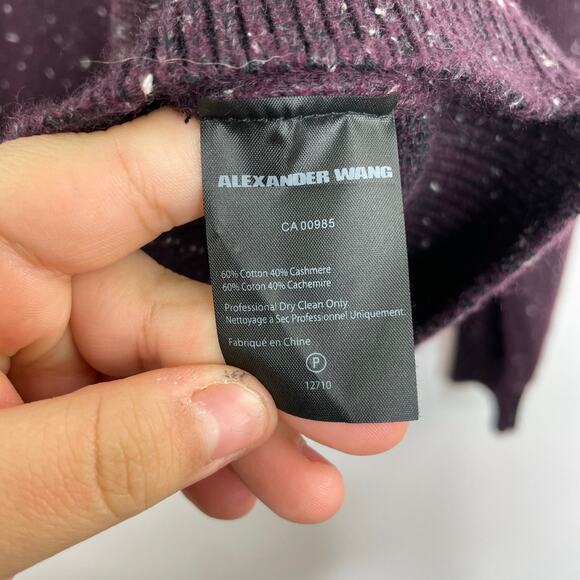 ALEXANDER WANG
CA 00985
60% Cotton 40% Cashmere
60% Coton 40% Cachemire
Professional Dry Clean Only
Nettoyage a Sec Professionnel Uniquement
Fabriqué en Chine
P
12710